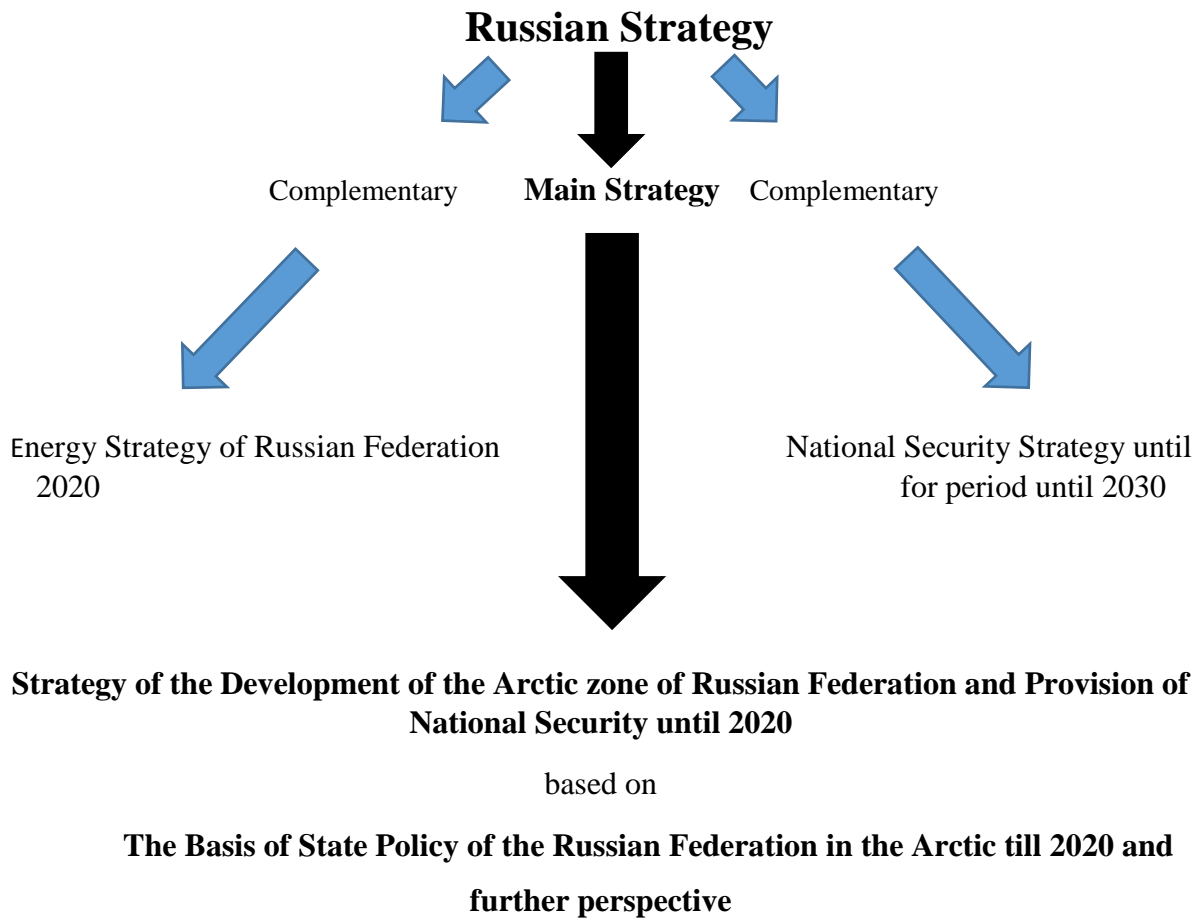 Russian Strategy
Complementary
Main Strategy
Complementary
Energy Strategy of Russian Federation
2020
National Security Strategy until
for period until 2030
Strategy of the Development of the Arctic zone of Russian Federation and Provision of
National Security until 2020
based on
The Basis of State Policy of the Russian Federation in the Arctic till 2020 and
further perspective